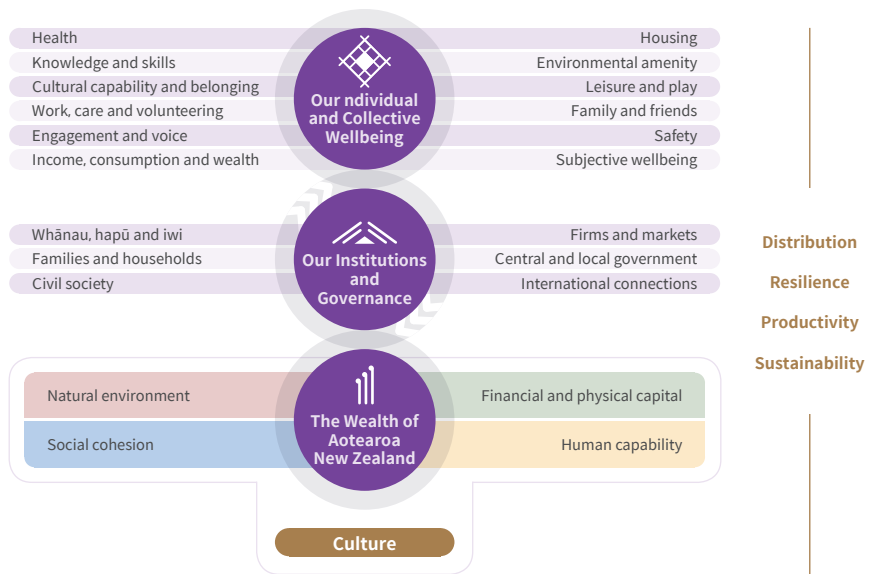 Health
Housing
Knowledge and skills
Environmental amenity
Cultural capability and belonging
Leisure and play
Work, care and volunteering
Family and friends
Engagement and voice
Safety
Income, consumption and wealth
Subjective wellbeing
Our ndividual
and Collective
Wellbeing
Whānau, hapū and iwi
Firms and markets
Families and households
Central and local government
Civil society
International connections
Our Institutions
and
Governance
Natural environment
Financial and physical capital
Social cohesion
Human capability
The Wealth of
Aotearoa
New Zealand
Culture
Distribution
Resilience
Productivity
Sustainability